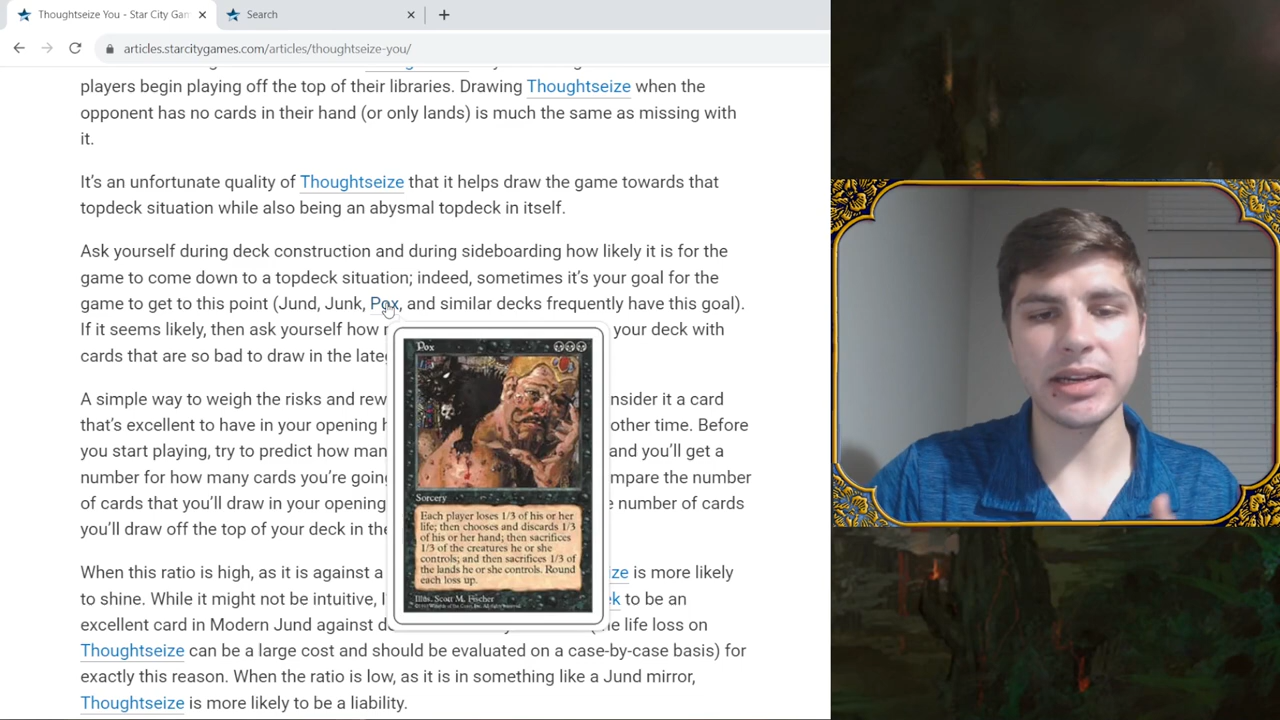 Thoughtseize You - Star City Gam
Search
articles.starcitygames.com/articles/thoughtseize-you/
players begin playing off the top of their libraries. Drawing Thoughtseize when the
opponent has no cards in their hand (or only lands) is much the same as missing with
it.
It's an unfortunate quality of Thoughtseize that it helps draw the game towards that
topdeck situation while also being an abysmal topdeck in itself.
Ask yourself during deck construction and during sideboarding how likely it is for the
game to come down to a topdeck situation; indeed, sometimes it's your goal for the
game to get to this point (Jund, Junk, Pox, and similar decks frequently have this goal).
If it seems likely, then ask yourself how your deck with
cards that are so bad to draw in the late
A simple way to weigh the risks and rew nsider it a card
that's excellent to have in your opening h other time. Before
you start playing, try to predict how man and you'll get a
number for how many cards you're going mpare the number
of cards that you'll draw in your opening e number of cards
you'll draw off the top of your deck in the
When this ratio is high, as it is against a ze is more likely
to shine. While it might not be intuitive, I k to be an
excellent card in Modern Jund against de e life loss on
Thoughtseize can be a large cost and should be evaluated on a case-by-case basis) for
exactly this reason. When the ratio is low, as it is in something like a Jund mirror,
Thoughtseize is more likely to be a liability.
Pox
Sorcery
Each player loses 1/3 of his or her
life; then chooses and discards 1/3
of his or her hand; then sacrifices
1/3 of the creatures he or she
controls; and then sacrifices 1/3 of
the lands he or she controls. Round
each loss up.
Illus. Scott M. Fischer